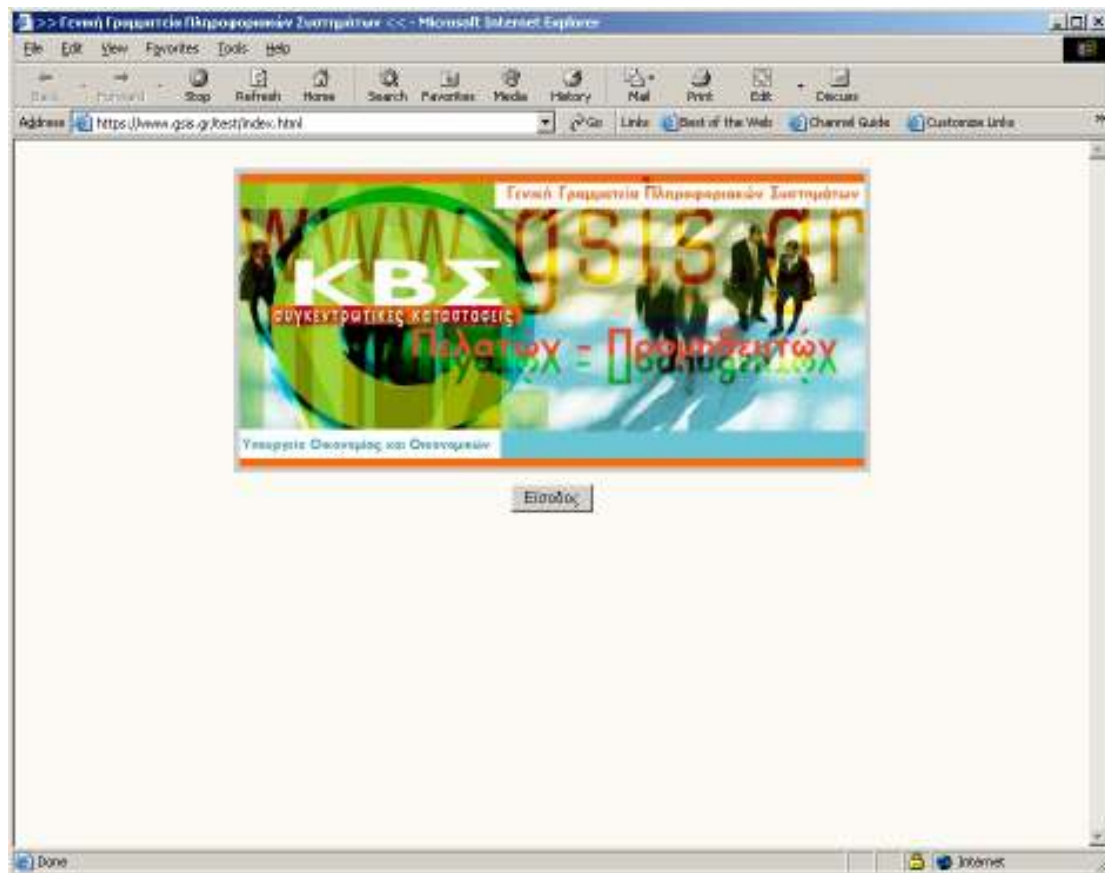 >> Γενική Γραμματεία Πληροφοριακών Συστημάτων << - Microsoft Internet Explorer
File Edit View Favorites Tools Help
Back Forward Stop Refresh Home Search Favorites Media History Mail Print Edit Discuss
Address https://www.gsis.gr/test/index.html Go Links Best of the Web Channel Guide Customize Links
Γενική Γραμματεία Πληροφοριακών Συστημάτων
www.gsis.gr
ΚΒΣ
συγκεντρωτικές καταστάσεις
Πελατών - Προμηθευτών
Υπουργείο Οικονομίας και Οικονομικών
Είσοδος
Done Internet